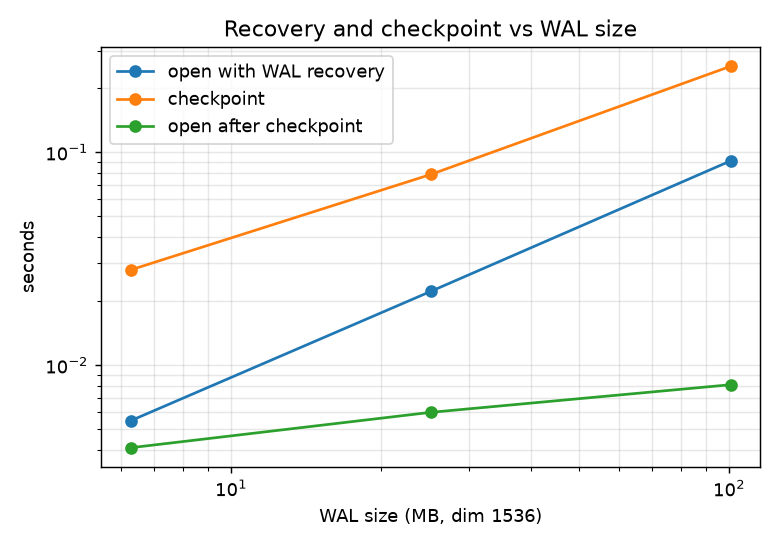 Recovery and checkpoint vs WAL size
open with WAL recovery
checkpoint
open after checkpoint
10⁻¹
10⁻²
seconds
10¹ 10²
WAL size (MB, dim 1536)